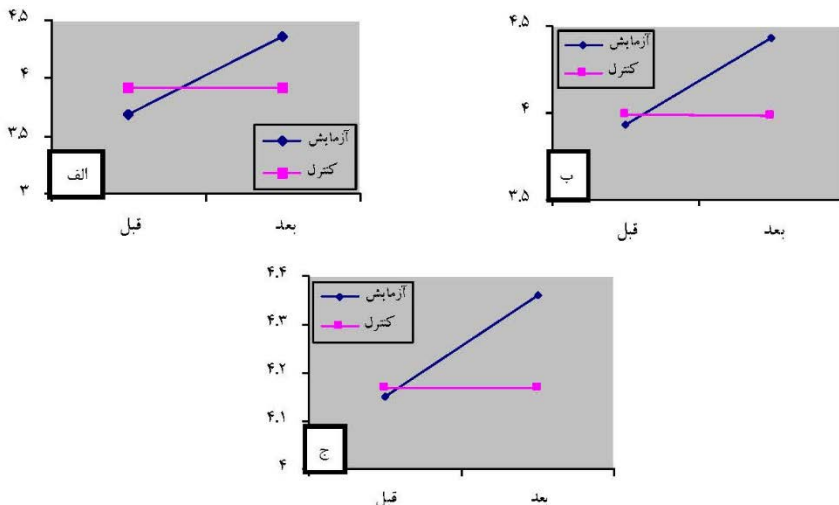 ۴.۵
۴
۳.۵
۳
آزمایش
کنترل
الف
قبل
بعد
۴.۵
۴
۳.۵
آزمایش
کنترل
ب
قبل
بعد
۴.۴
۴.۳
۴.۲
۴.۱
۴
آزمایش
کنترل
ج
قبل
بعد